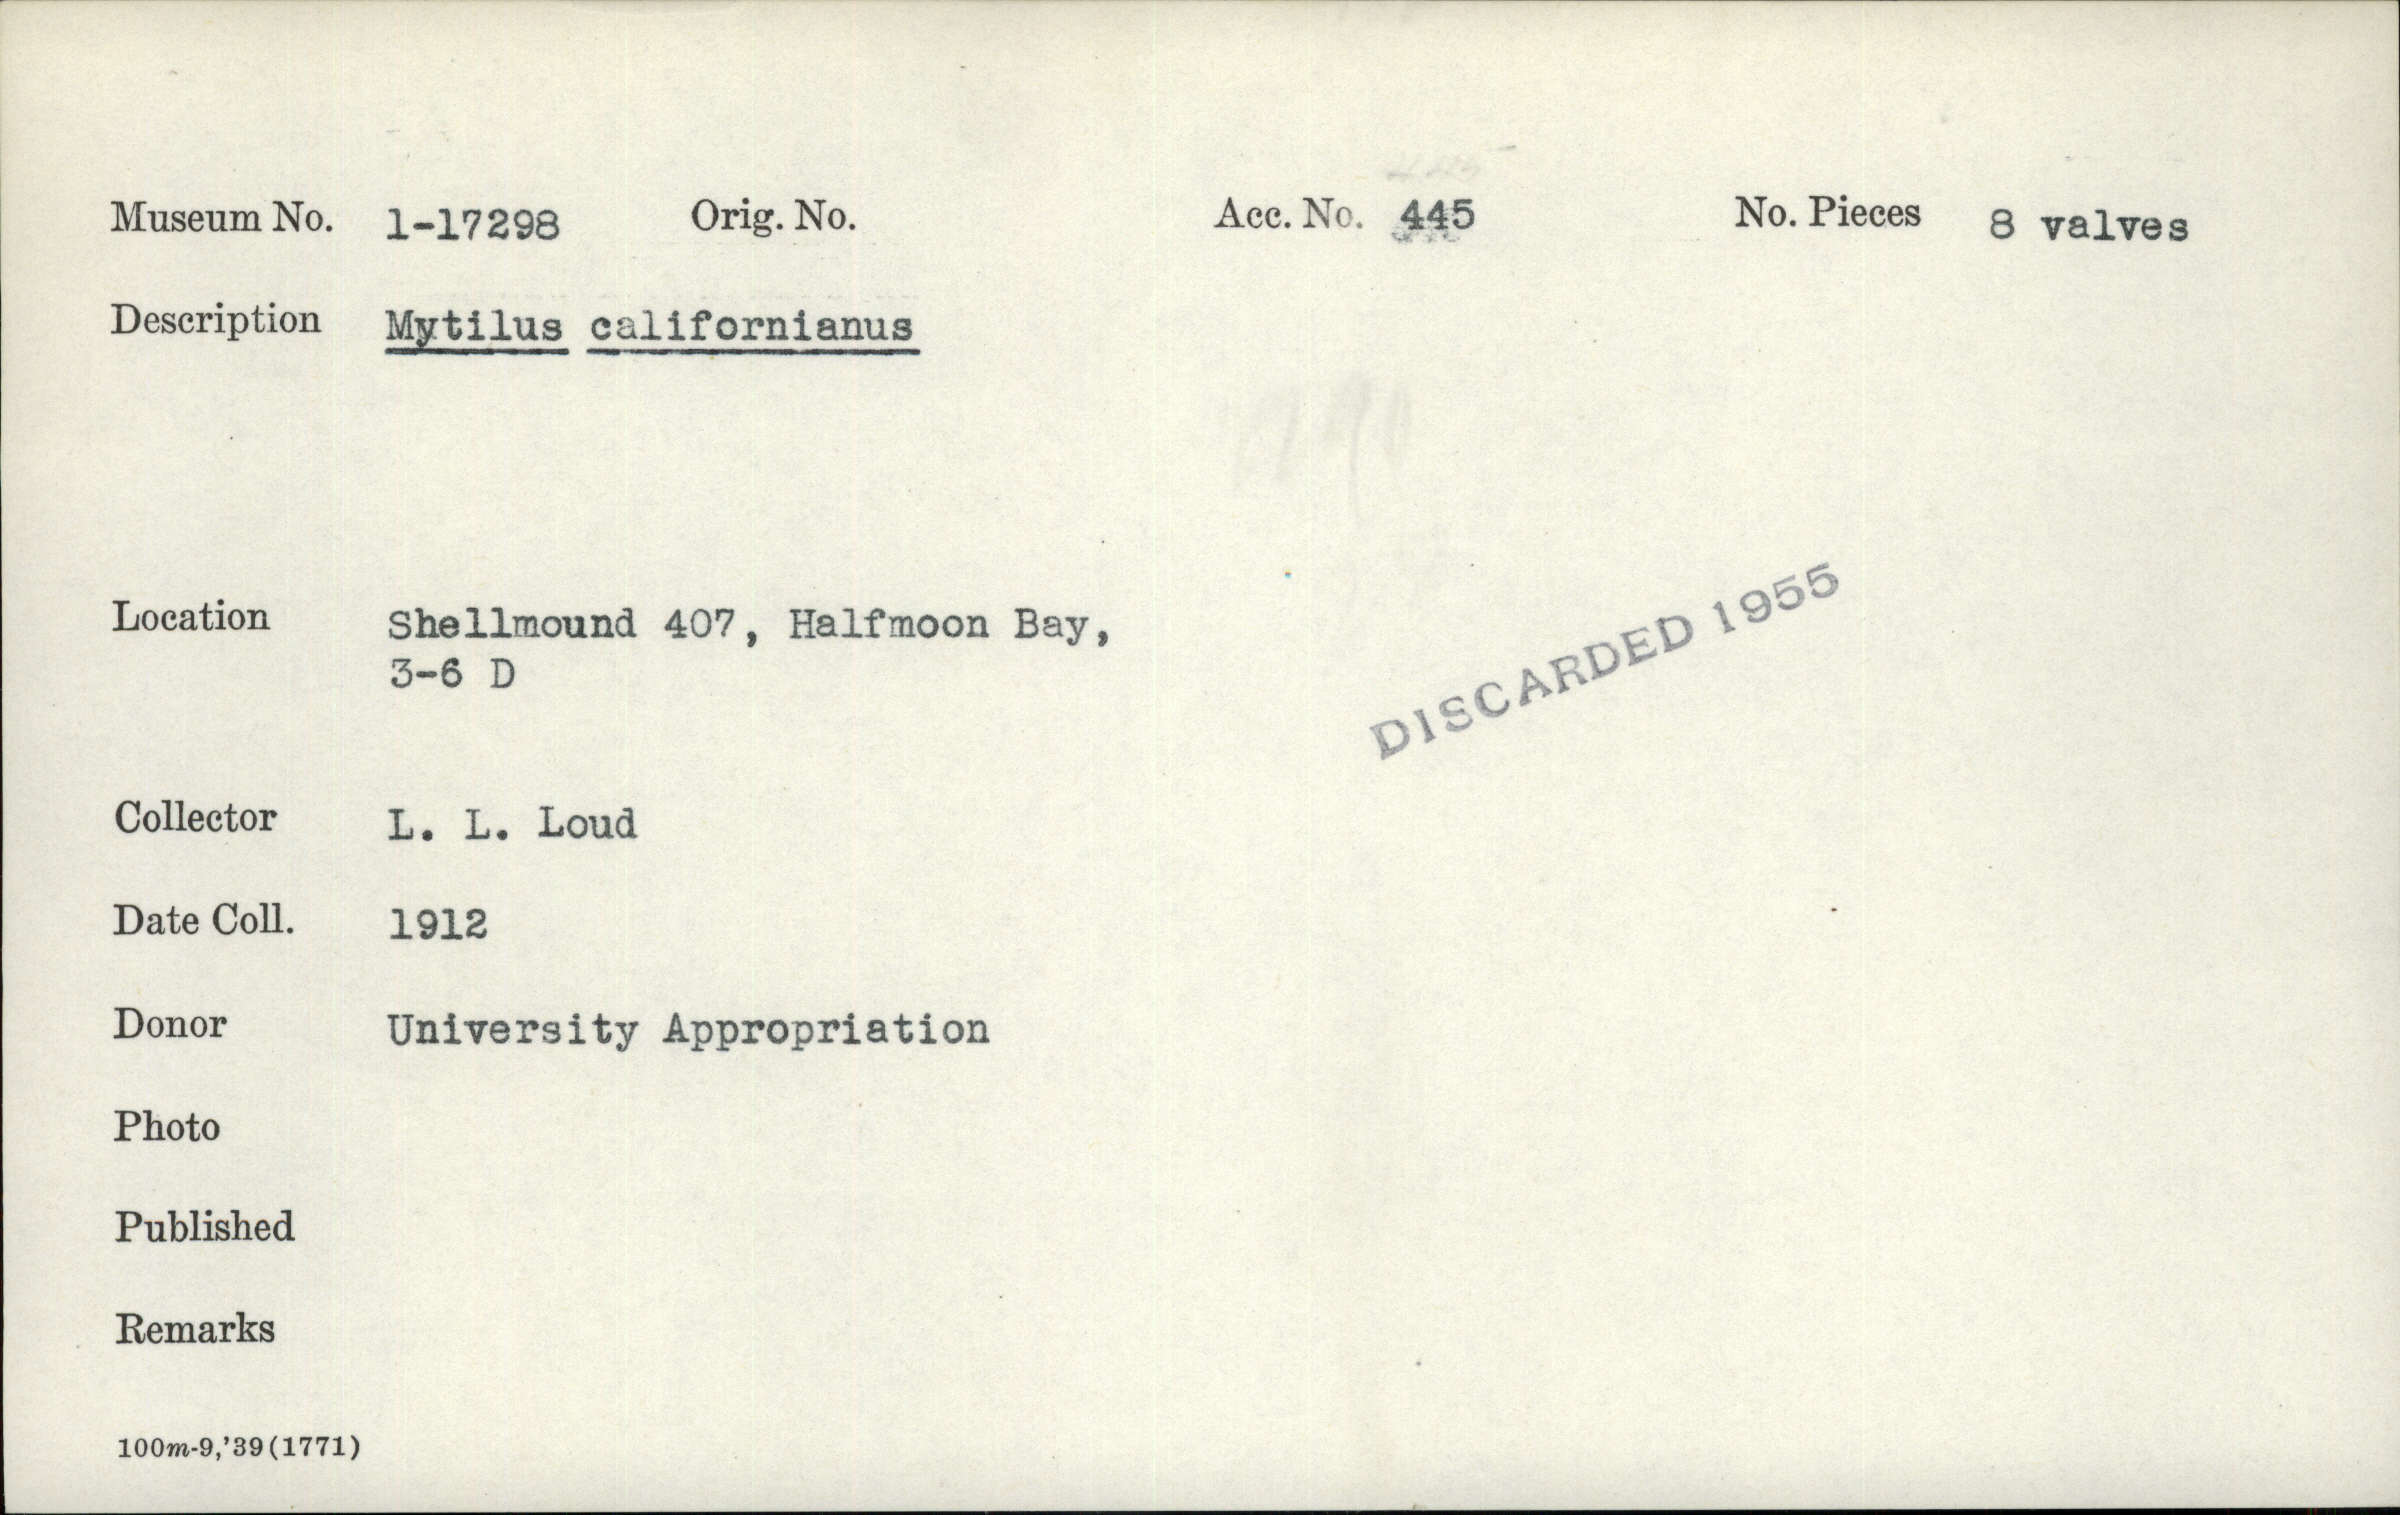 Museum No. 1-17298 Orig. No. Acc. No. 445 No. Pieces 8 valves
Description Mytilus californianus
Location Shellmound 407, Halfmoon Bay,
3-6 D
DISCARDED 1955
Collector L. L. Loud
Date Coll. 1912
Donor University Appropriation
Photo
Published
Remarks
100m-9,'39(1771)